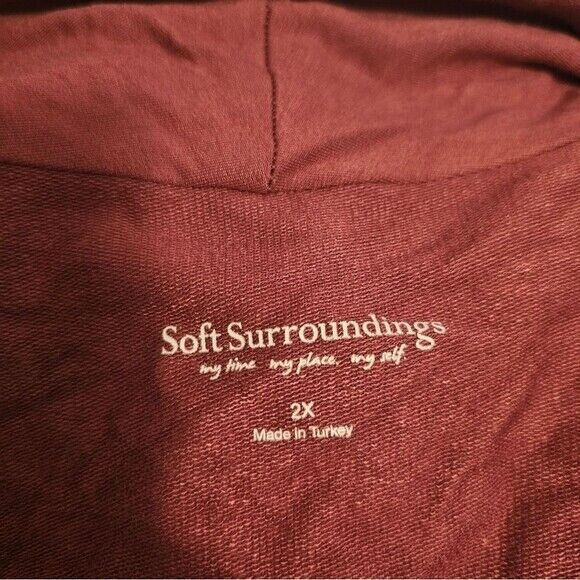 Soft Surroundings
my time. my place. my self.
2X
Made in Turkey